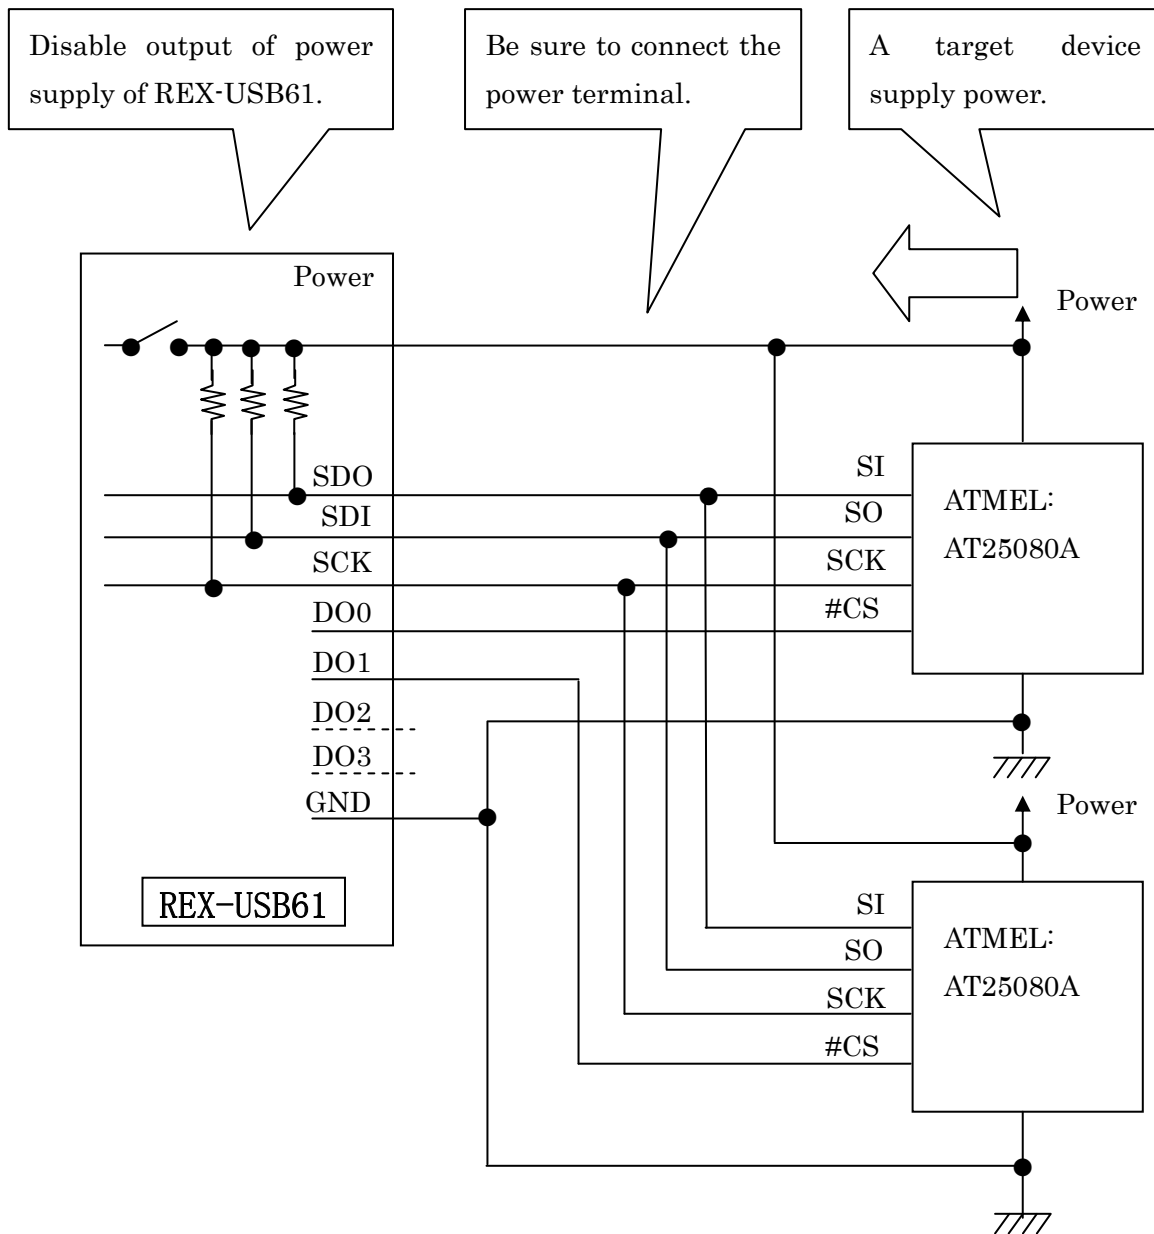 Disable output of power
supply of REX-USB61.
Be sure to connect the
power terminal.
A target device
supply power.
Power
Power
SDO
SDI
SCK
DO0
DO1
DO2
DO3
GND
REX-USB61
SI
SO
SCK
#CS
ATMEL:
AT25080A
Power
SI
SO
SCK
#CS
ATMEL:
AT25080A